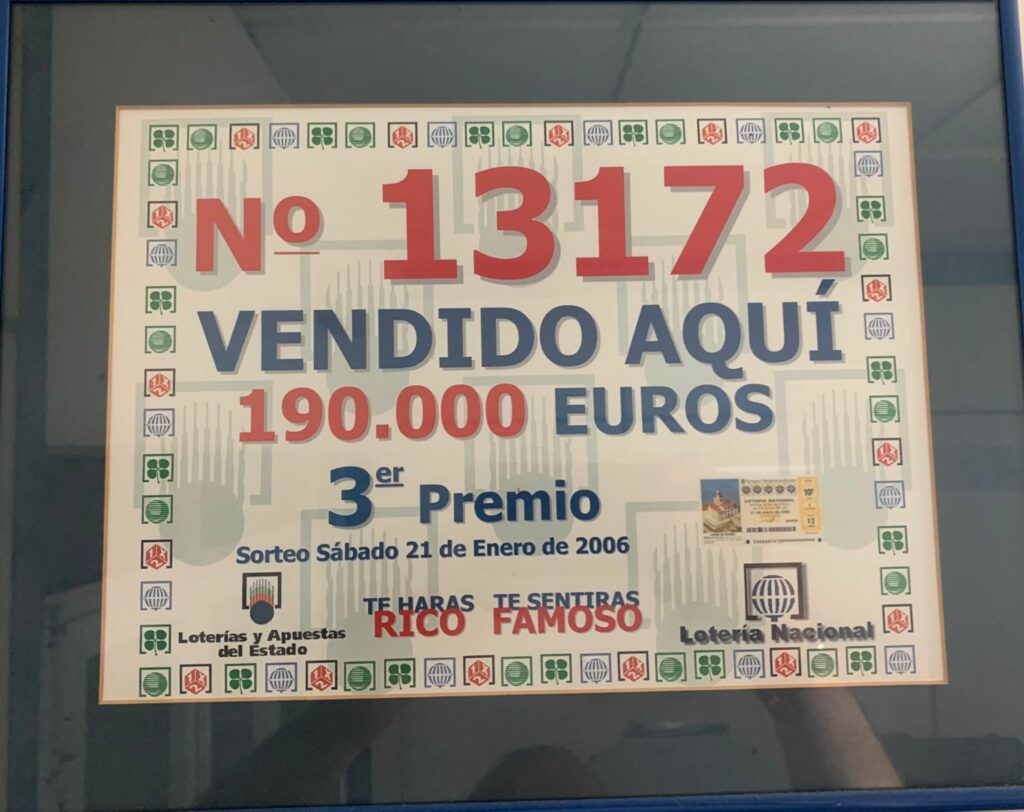 Nº 13172
VENDIDO AQUÍ
190.000 EUROS
3er Premio
Sorteo Sábado 21 de Enero de 2006
TE HARAS TE SENTIRAS
RICO FAMOSO
Loterías y Apuestas
del Estado
Lotería Nacional